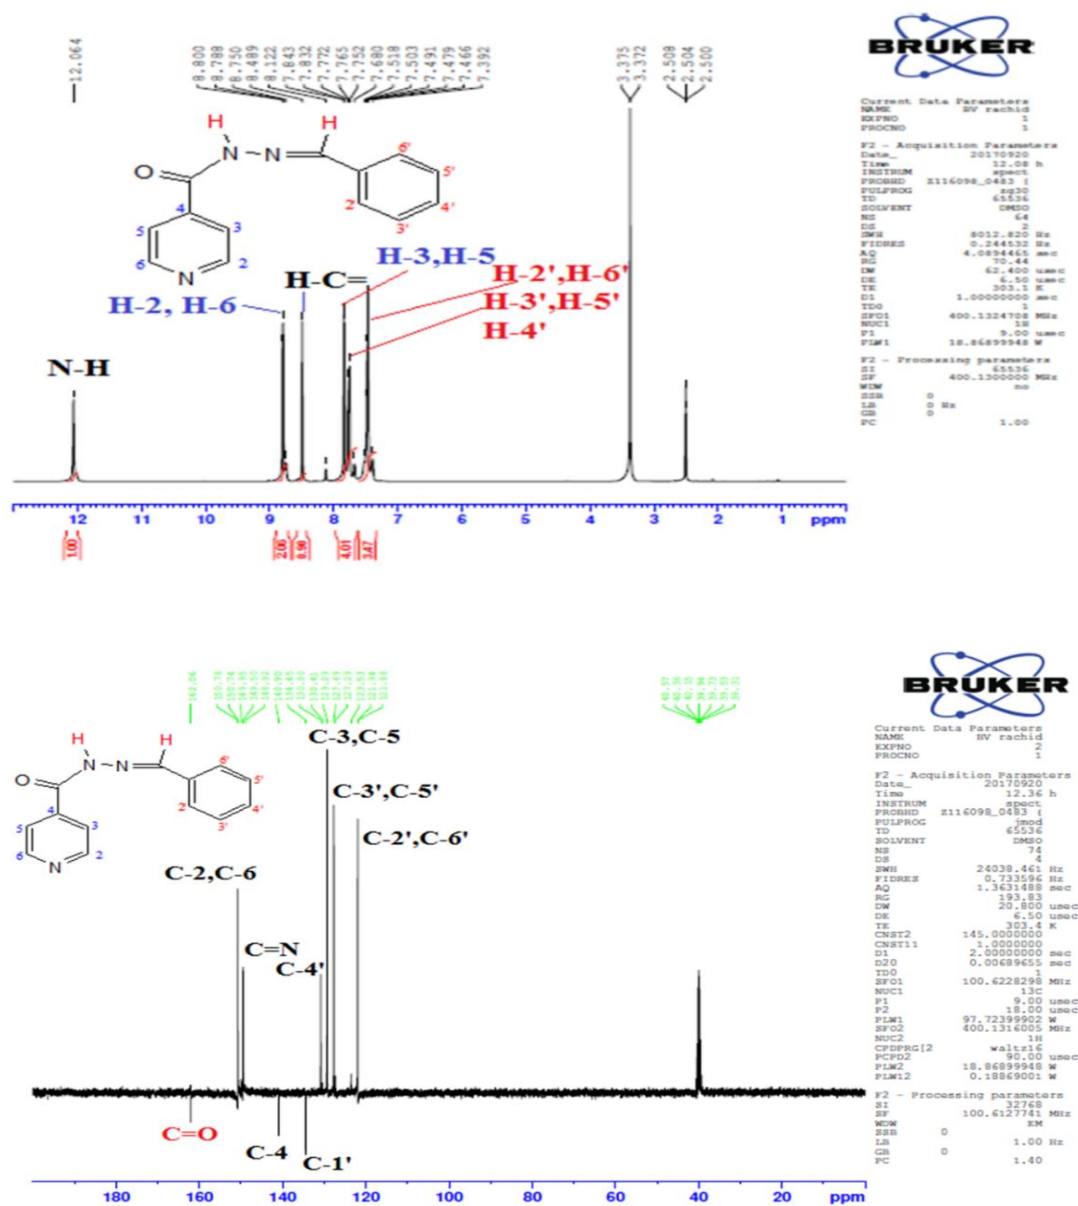 12.064
8.800
8.788
8.750
8.489
8.122
7.843
7.832
7.772
7.765
7.752
7.680
7.518
7.503
7.491
7.479
7.466
7.392
3.375
3.372
2.508
2.504
2.500
BRUKER
H H
N N
O
6'
5'
4'
3'
2'
4
5 3
6 2
N
H-3,H-5
H-C=
H-2',H-6'
H-2, H-6
H-3',H-5'
H-4'
N-H
12 11 10 9 8 7 6 5 4 3 2 1 ppm
1.00 2.06 0.90 4.01 3.47
Current Data Parameters
NAME BV rachid
EXPNO 1
PROCNO 1
F2 - Acquisition Parameters
Date_ 20170920
Time 12.08 h
INSTRUM spect
PROBHD Z116098_0483 (
PULPROG zg30
TD 65536
SOLVENT DMSO
NS 64
DS 2
SWH 8012.820 Hz
FIDRES 0.244532 Hz
AQ 4.0894465 sec
RG 70.44
DW 62.400 usec
DE 6.50 usec
TE 303.1 K
D1 1.00000000 sec
TD0 1
SFO1 400.1324708 MHz
NUC1 1H
P1 9.00 usec
PLW1 18.86899948 W
F2 - Processing parameters
SI 65536
SF 400.1300000 MHz
WDW no
SSB 0
LB 0 Hz
GB 0
PC 1.00
162.06
BRUKER
H H
N N
O
6'
5'
4'
3'
2'
4
5 3
6 2
N
C-3,C-5
C-3',C-5'
C-2',C-6'
C-2,C-6
C=N
C-4'
C=O
C-4
C-1'
180 160 140 120 100 80 60 40 20 ppm
Current Data Parameters
NAME BV rachid
EXPNO 2
PROCNO 1
F2 - Acquisition Parameters
Date_ 20170920
Time 12.36 h
INSTRUM spect
PROBHD Z116098_0483 (
PULPROG jmod
TD 65536
SOLVENT DMSO
NS 74
DS 4
SWH 24038.461 Hz
FIDRES 0.733596 Hz
AQ 1.3631488 sec
RG 193.83
DW 20.800 usec
DE 6.50 usec
TE 303.4 K
CNST2 145.0000000
CNST11 1.0000000
D1 2.00000000 sec
D20 0.00689655 sec
TD0 1
SFO1 100.6228298 MHz
NUC1 13C
P1 9.00 usec
P2 18.00 usec
PLW1 97.72399902 W
SFO2 400.1316005 MHz
NUC2 1H
CPDPRG[2 waltz16
PCPD2 90.00 usec
PLW2 18.86899948 W
PLW12 0.18869001 W
F2 - Processing parameters
SI 32768
SF 100.6127741 MHz
WDW EM
SSB 0
LB 1.00 Hz
GB 0
PC 1.40